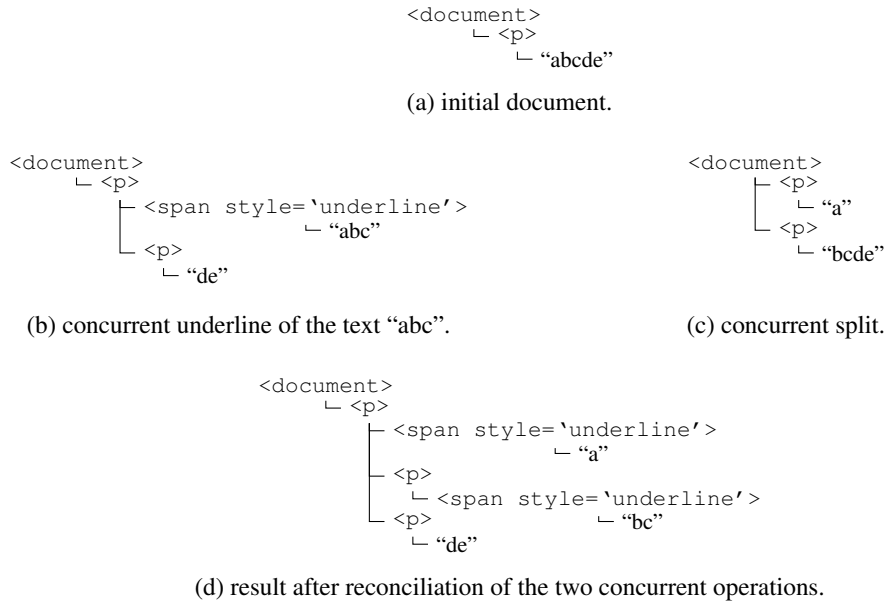 <document>
<p>
“abcde”
(a) initial document.
<document>
<p>
<span style=‘underline’>
“abc”
<p>
“de”
(b) concurrent underline of the text “abc”.
<document>
<p>
“a”
<p>
“bcde”
(c) concurrent split.
<document>
<p>
<span style=‘underline’>
“a”
<p>
<span style=‘underline’>
“bc”
<p>
“de”
(d) result after reconciliation of the two concurrent operations.